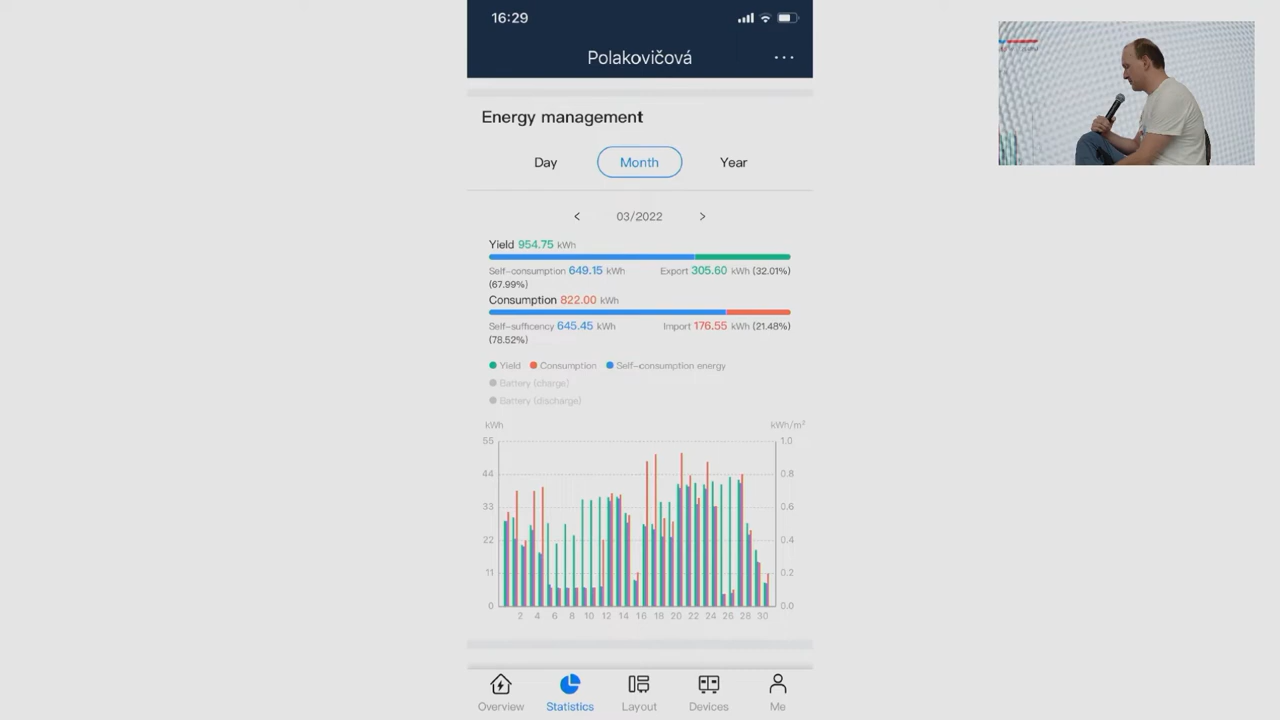 16:29
Polakovičová
Energy management
Day Month Year
< 03/2022 >
Yield 954.75 kWh
Self-consumption 649.15 kWh Export 305.60 kWh (32.01%)
(67.99%)
Consumption 822.00 kWh
Self-sufficency 645.45 kWh Import 176.55 kWh (21.48%)
(78.52%)
Yield Consumption Self-consumption energy
Battery (charge)
Battery (discharge)
kWh kWh/m²
55 1.0
44 0.8
33 0.6
22 0.4
11 0.2
0 0.0
2 4 6 8 10 12 14 16 18 20 22 24 26 28 30
Overview Statistics Layout Devices Me